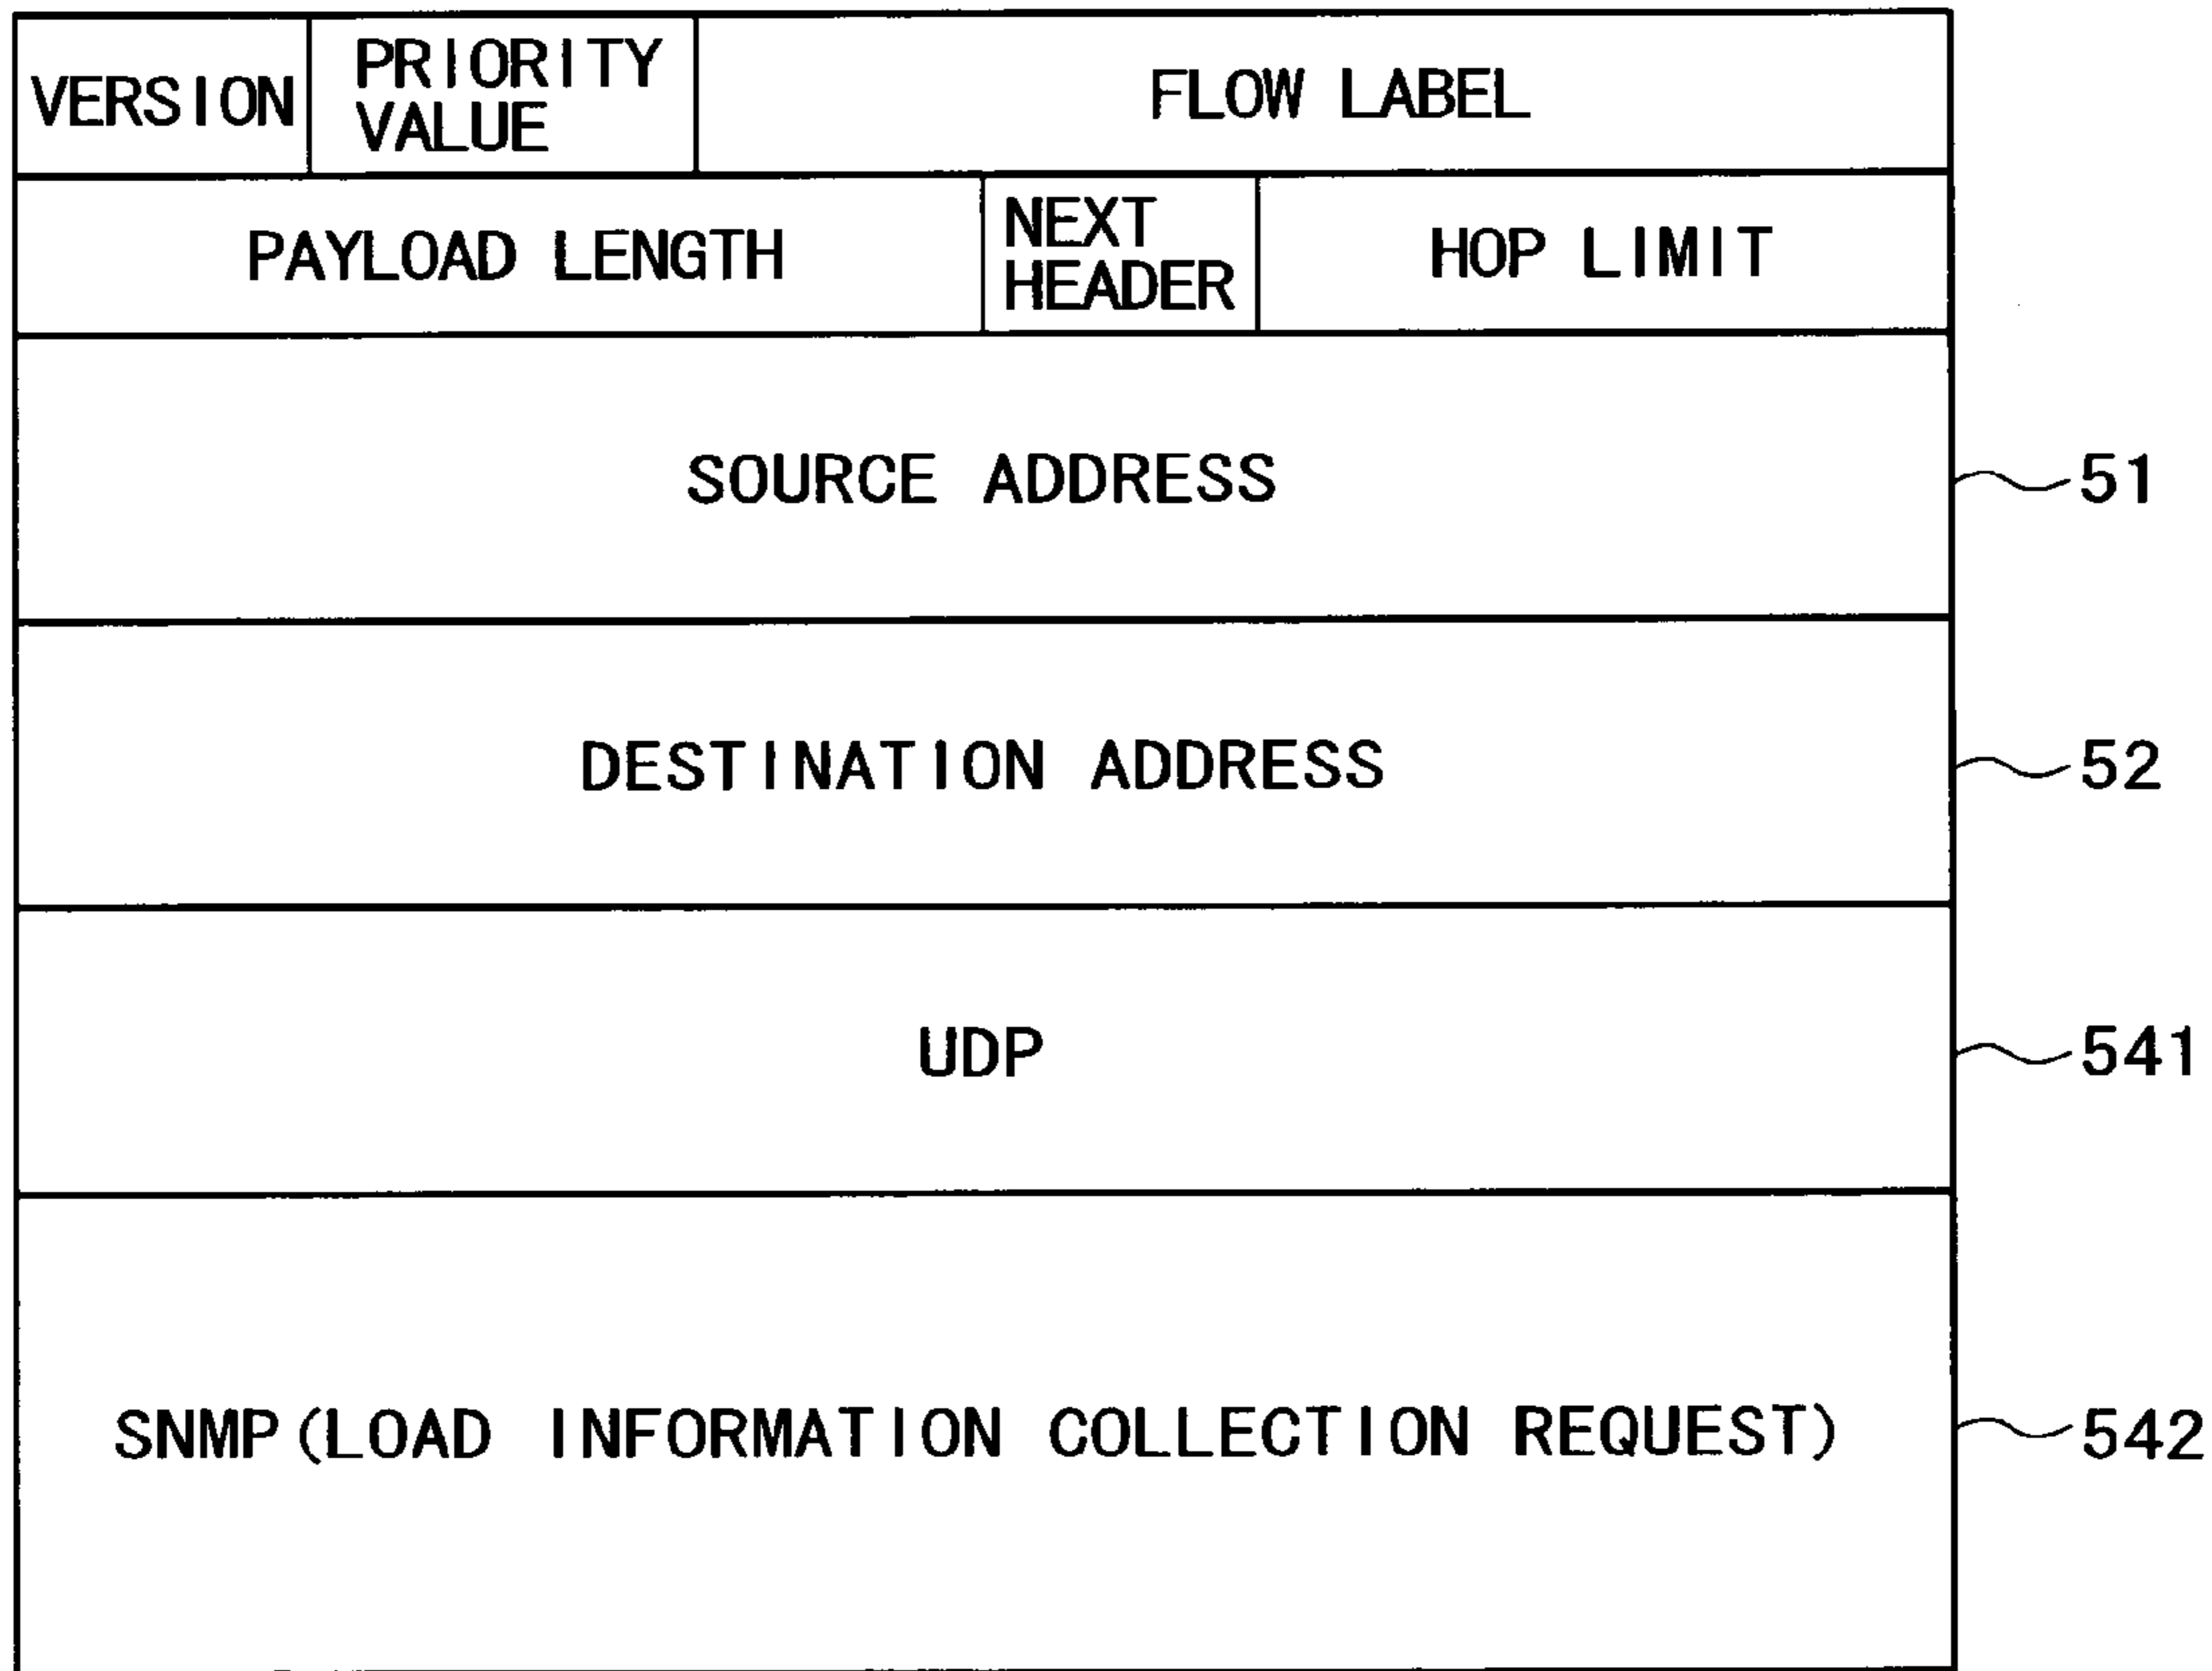 VERSION
PRIORITY
VALUE
FLOW LABEL
PAYLOAD LENGTH
NEXT
HEADER
HOP LIMIT
SOURCE ADDRESS
51
DESTINATION ADDRESS
52
UDP
541
SNMP(LOAD INFORMATION COLLECTION REQUEST)
542